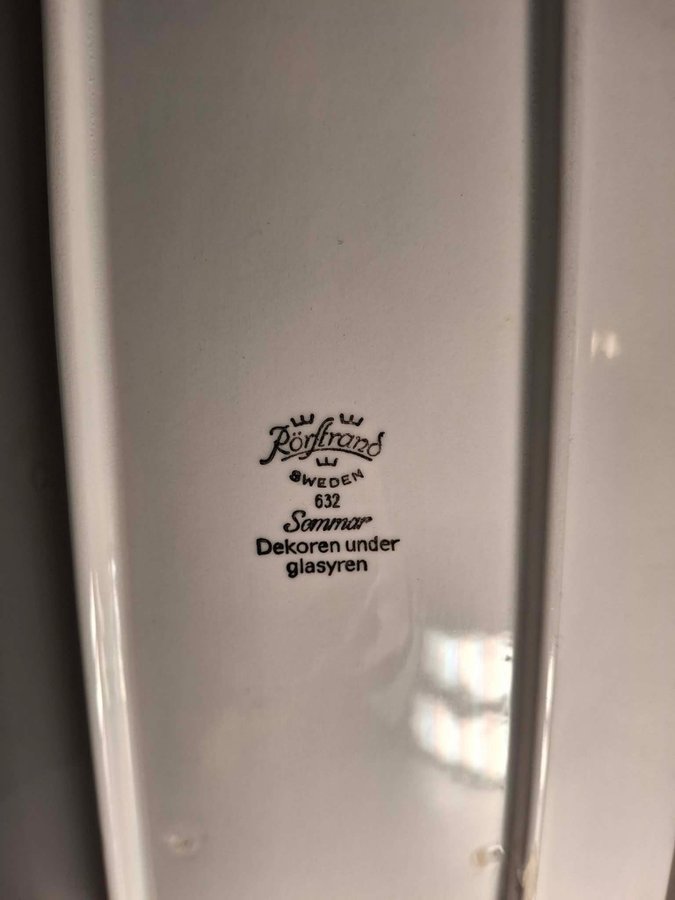 Rörstrand
SWEDEN
632
Sommar
Dekoren under
glasyren